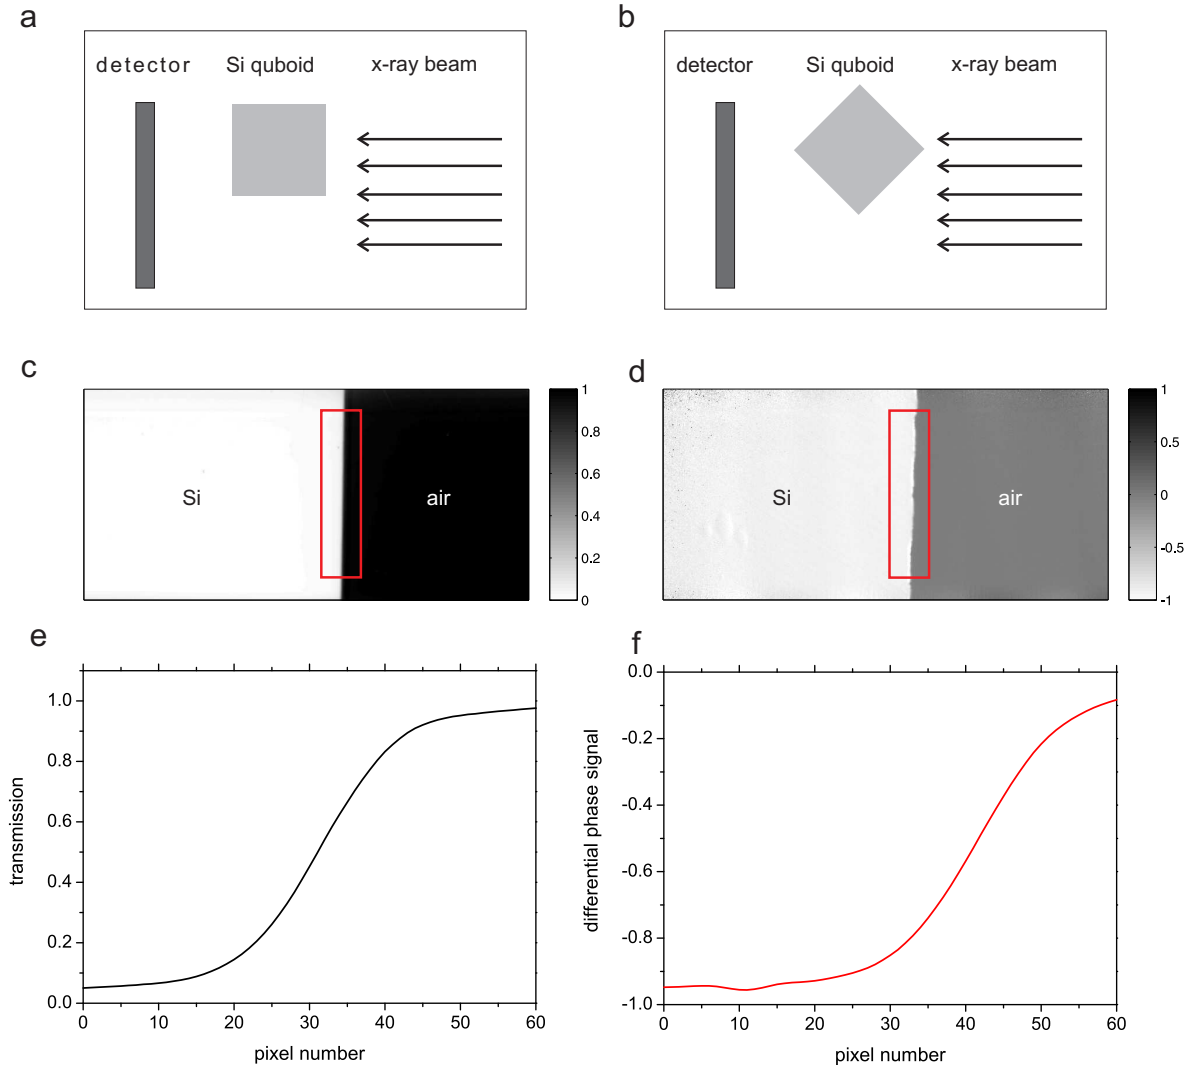 a
detector Si quboid x-ray beam
b
detector Si quboid x-ray beam
c
Si air
1
0.8
0.6
0.4
0.2
0
d
Si air
1
0.5
0
-0.5
-1
e
transmission
1.0
0.8
0.6
0.4
0.2
0.0
0 10 20 30 40 50 60
pixel number
f
differential phase signal
0.0
-0.2
-0.4
-0.6
-0.8
-1.0
0 10 20 30 40 50 60
pixel number